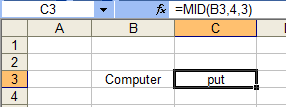 C3 fx =MID(B3,4,3)
A B C
1
2
3 Computer put
4